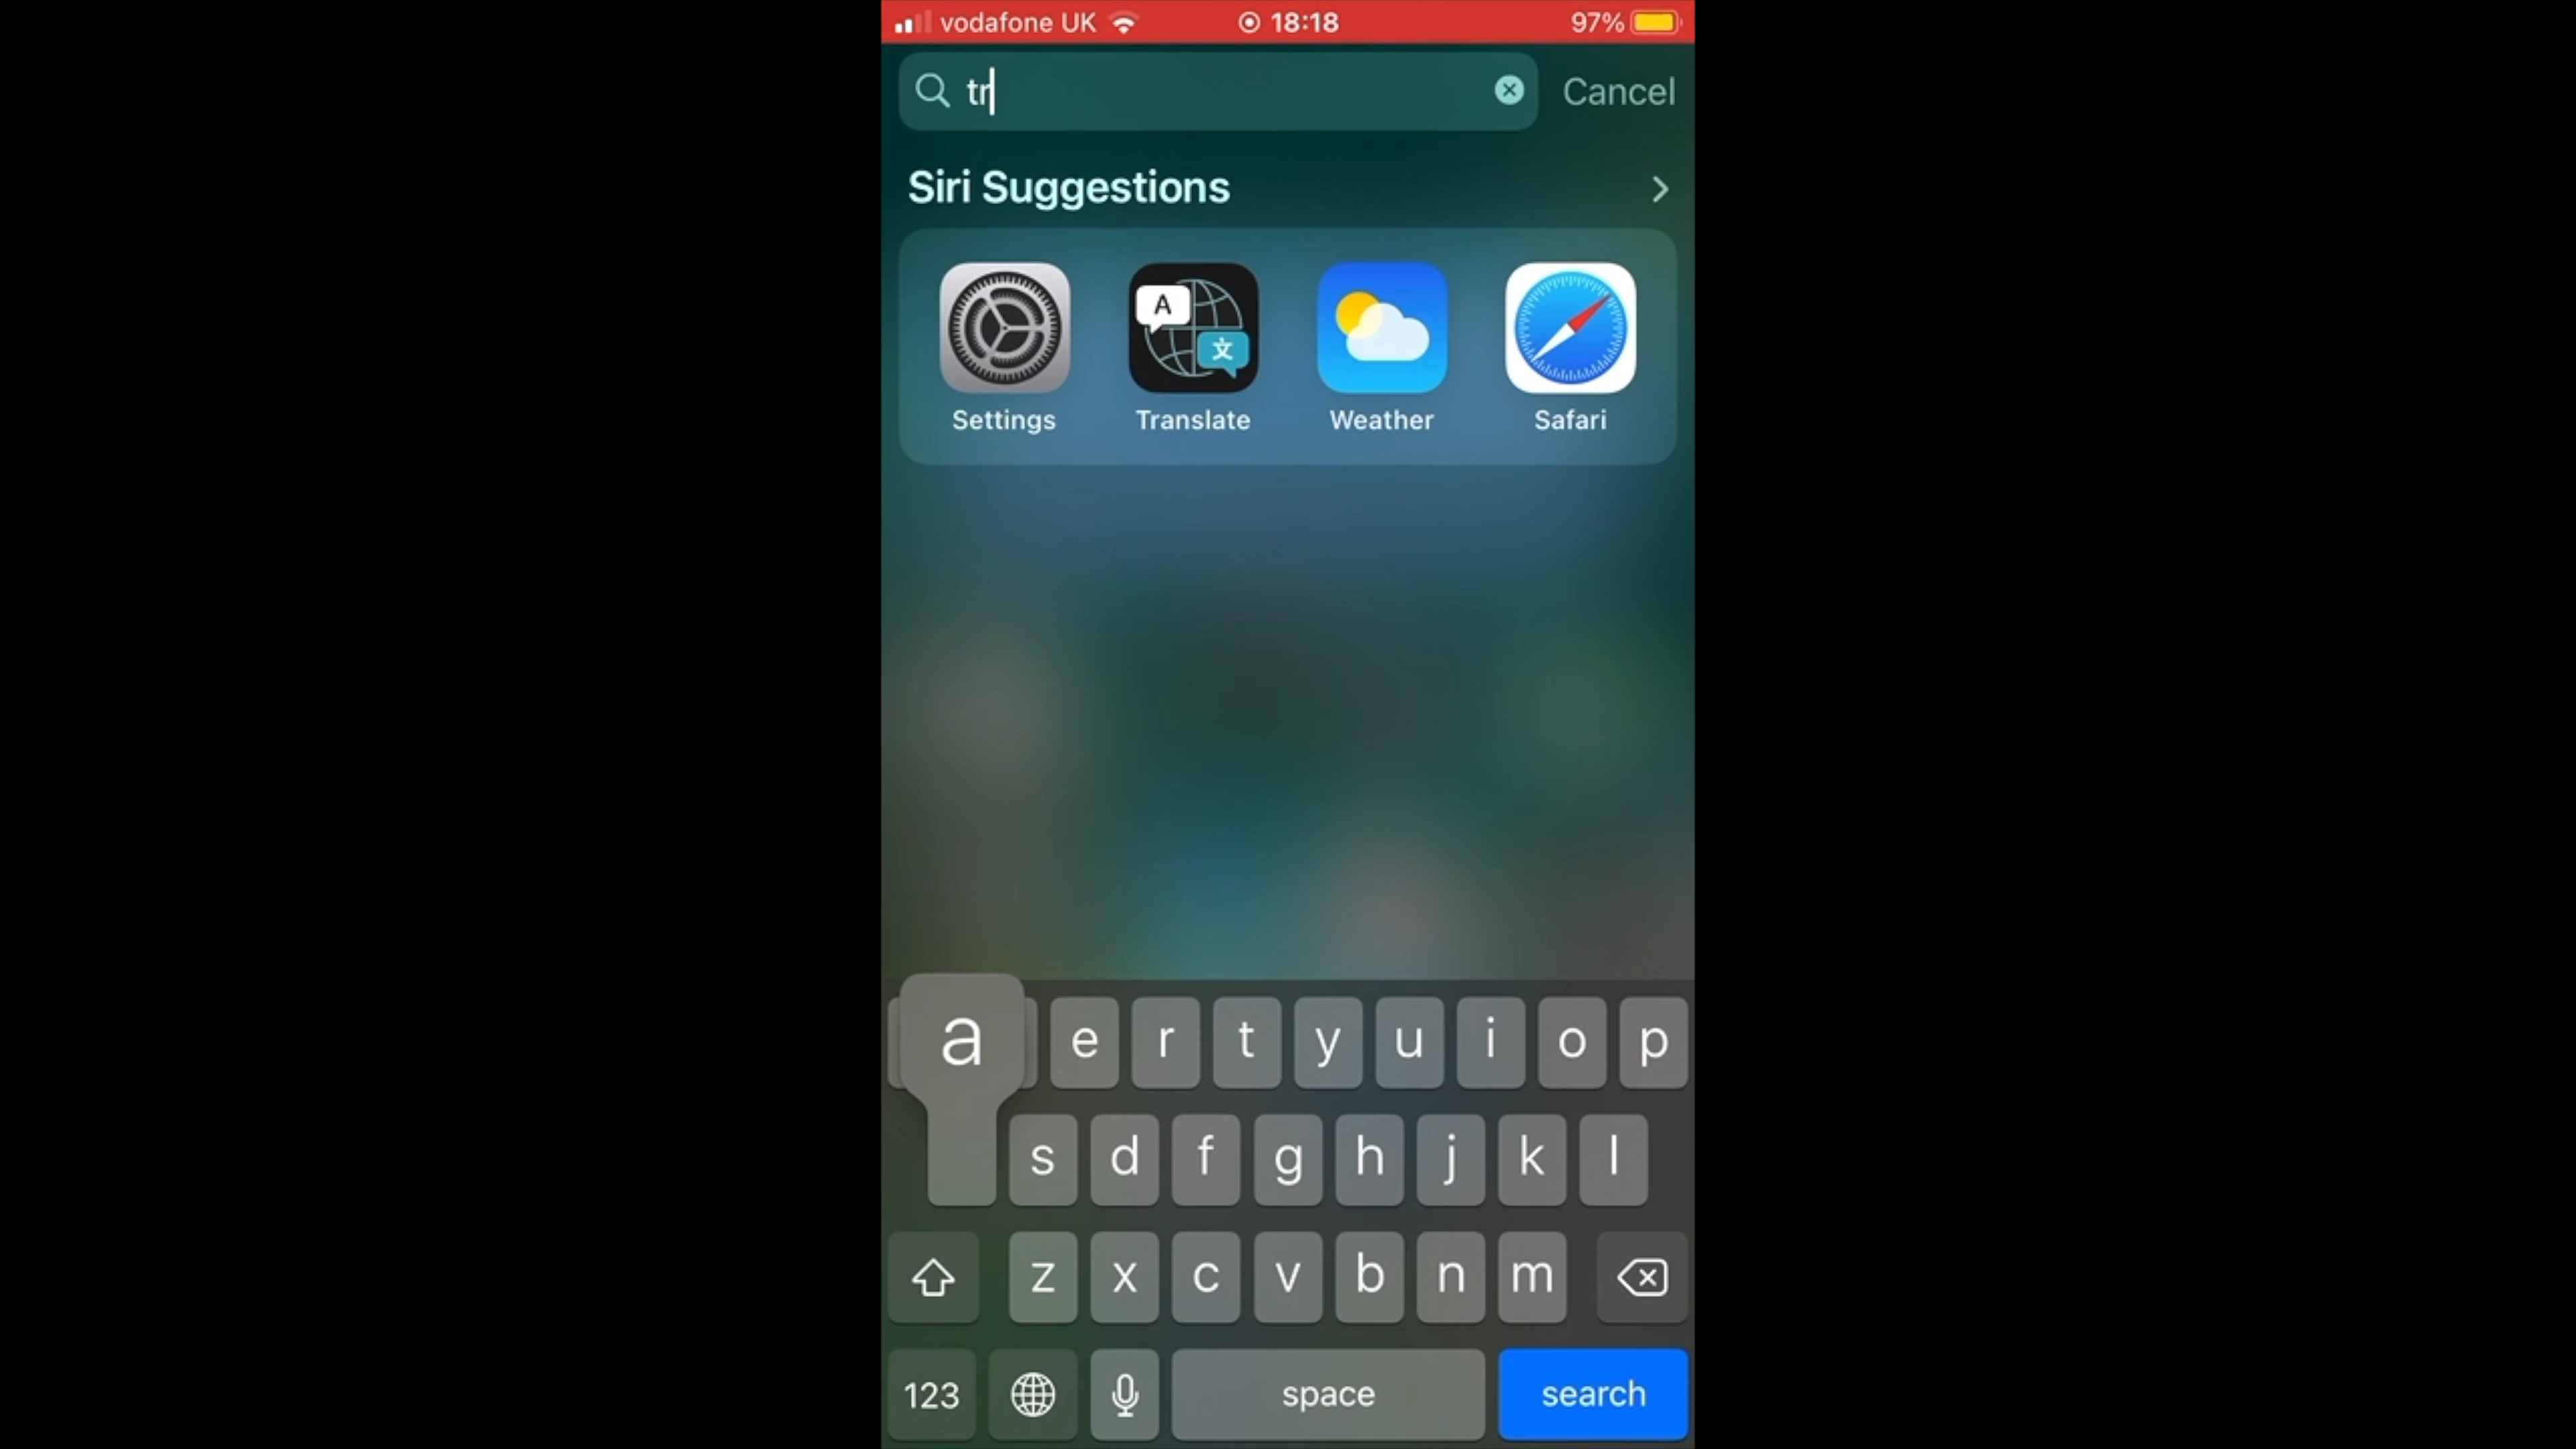 vodafone UK 18:18 97%
tr Cancel
Siri Suggestions
A 文
Settings Translate Weather Safari
a e r t y u i o p
s d f g h j k l
z x c v b n m
123 space search